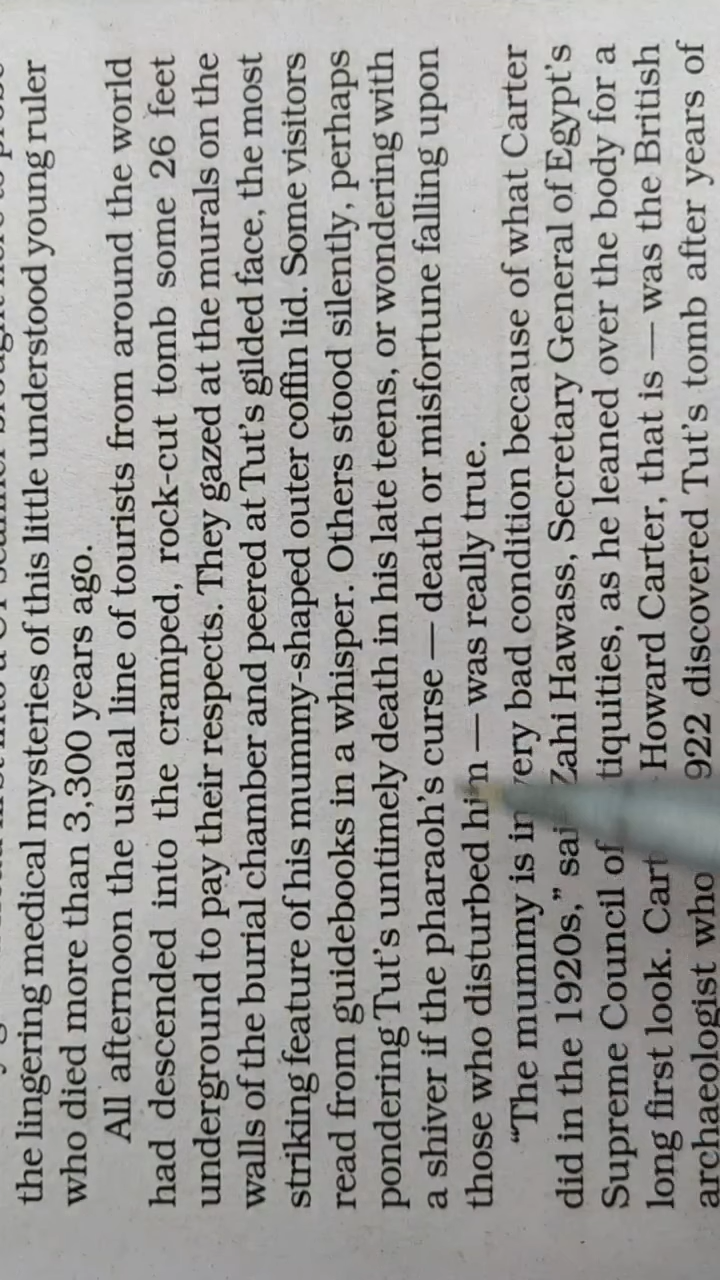 the lingering medical mysteries of this little understood young ruler
who died more than 3,300 years ago.
All afternoon the usual line of tourists from around the world
had descended into the cramped, rock-cut tomb some 26 feet
underground to pay their respects. They gazed at the murals on the
walls of the burial chamber and peered at Tut's gilded face, the most
striking feature of his mummy-shaped outer coffin lid. Some visitors
read from guidebooks in a whisper. Others stood silently, perhaps
pondering Tut's untimely death in his late teens, or wondering with
a shiver if the pharaoh's curse — death or misfortune falling upon
those who disturbed him — was really true.
“The mummy is in very bad condition because of what Carter
did in the 1920s,” said Zahi Hawass, Secretary General of Egypt's
Supreme Council of tiquities, as he leaned over the body for a
long first look. Cart Howard Carter, that is — was the British
archaeologist who 922 discovered Tut's tomb after years of